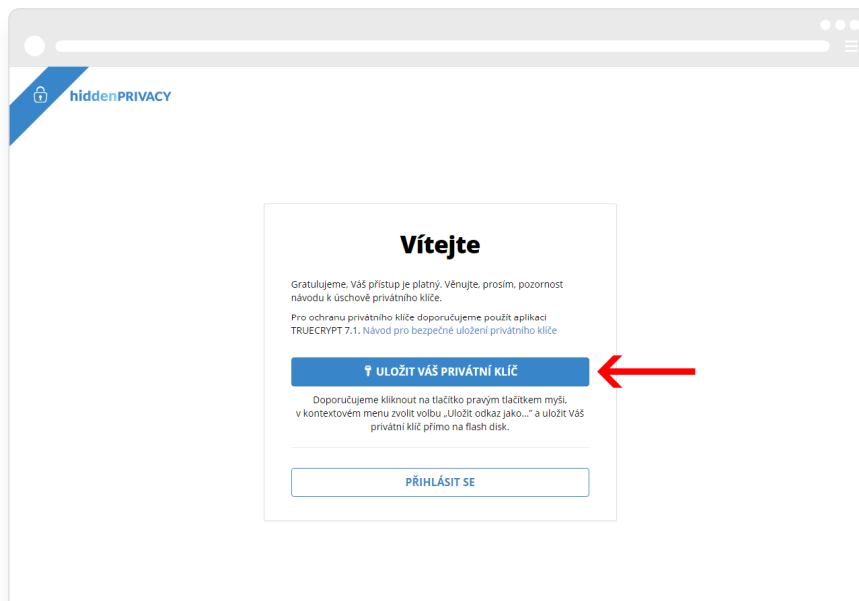 hiddenPRIVACY
Vítejte
Gratulujeme, Váš přístup je platný. Věnujte, prosím, pozornost
návodu k úschově privátního klíče.
Pro ochranu privátního klíče doporučujeme použít aplikaci
TRUECRYPT 7.1. Návod pro bezpečné uložení privátního klíče
ULOŽIT VÁŠ PRIVÁTNÍ KLÍČ
Doporučujeme kliknout na tlačítko pravým tlačítkem myši,
v kontextovém menu zvolit volbu „Uložit odkaz jako...“ a uložit Váš
privátní klíč přímo na flash disk.
PŘIHLÁSIT SE